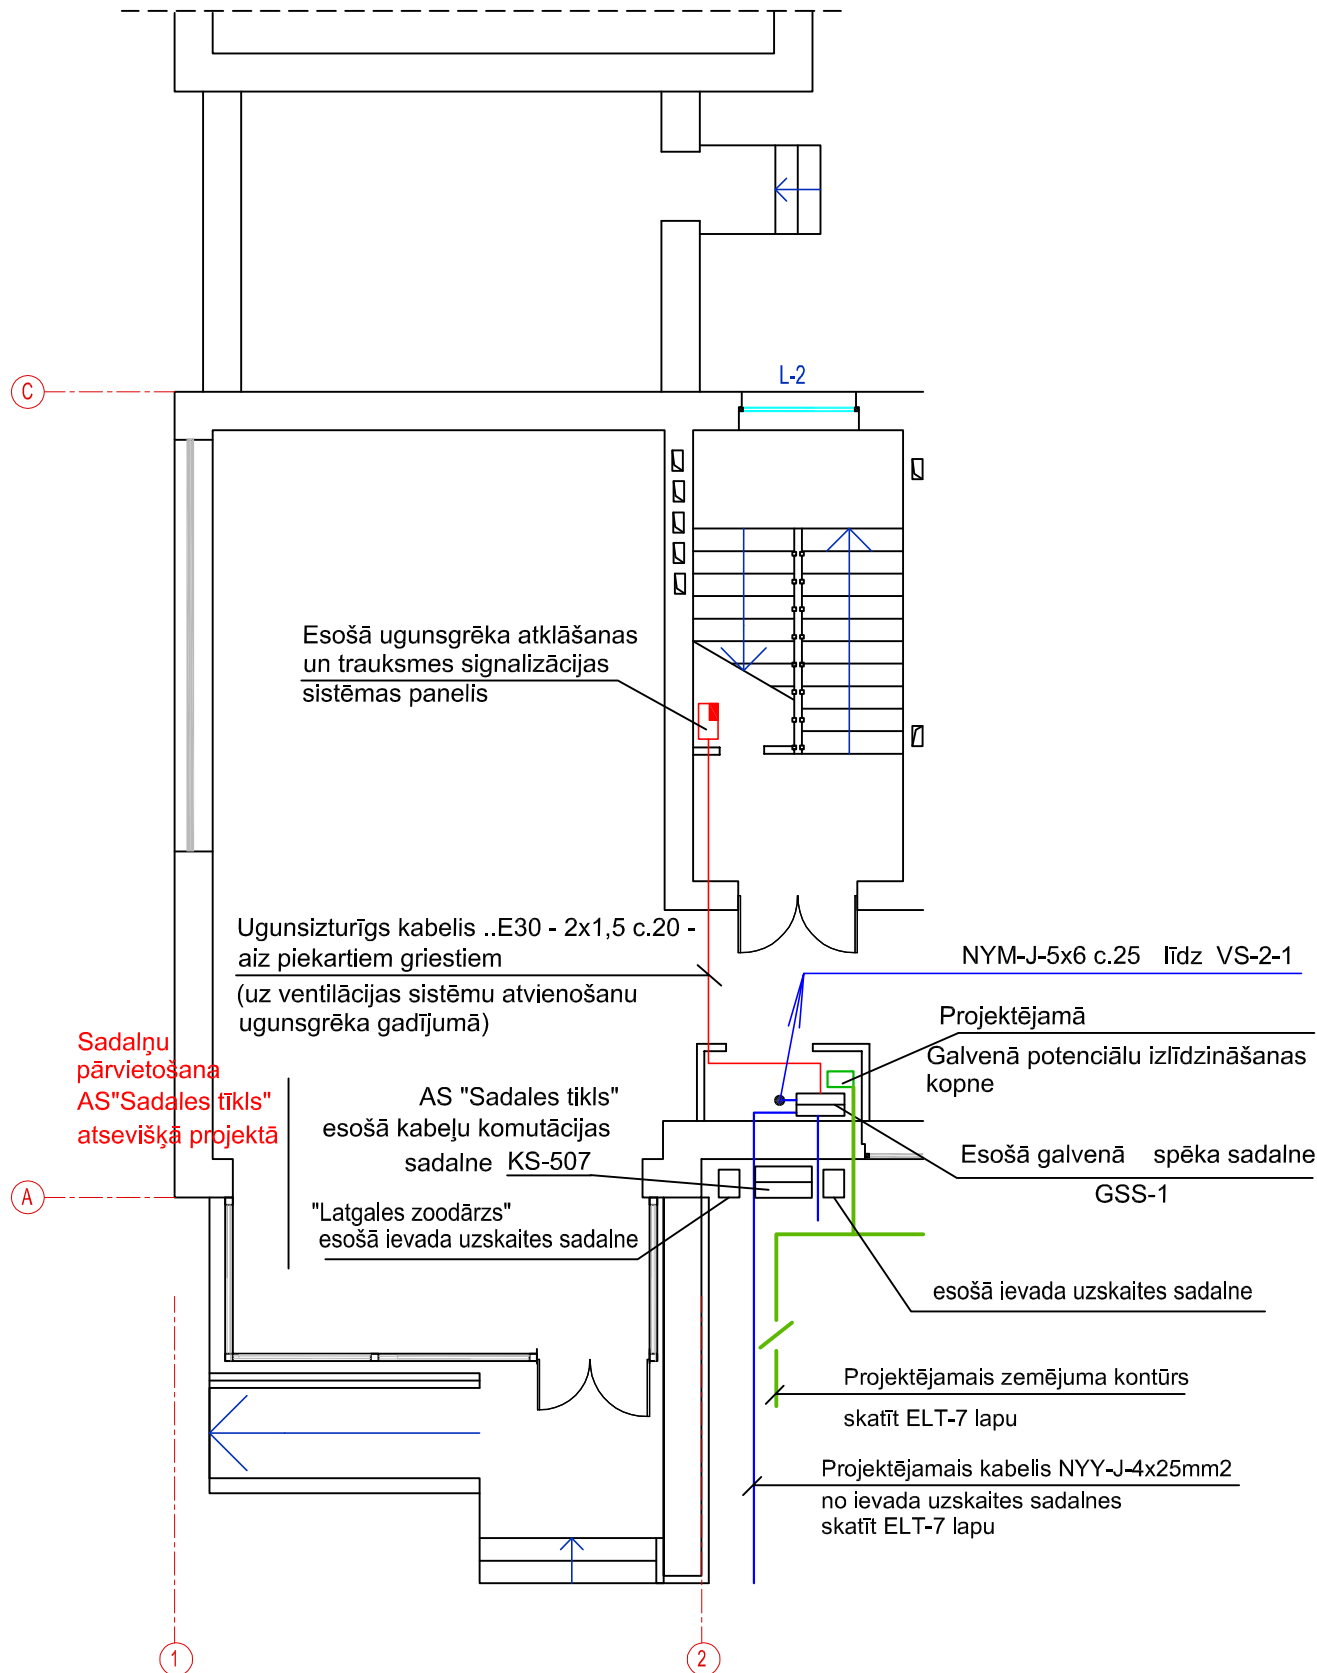 C
L-2
Esošā ugunsgrēka atklāšanas
un trauksmes signalizācijas
sistēmas panelis
Ugunsizturīgs kabelis ..E30 - 2x1,5 c.20 -
aiz piekartiem griestiem
(uz ventilācijas sistēmu atvienošanu
ugunsgrēka gadījumā)
NYM-J-5x6 c.25 līdz VS-2-1
Projektējamā
Galvenā potenciālu izlīdzināšanas
kopne
Sadalņu
pārvietošana
AS"Sadales tīkls"
atsevišķā projektā
AS "Sadales tikls"
esošā kabeļu komutācijas
sadalne KS-507
Esošā galvenā spēka sadalne
GSS-1
A
"Latgales zoodārzs"
esošā ievada uzskaites sadalne
esošā ievada uzskaites sadalne
Projektējamais zemējuma kontūrs
skatīt ELT-7 lapu
Projektējamais kabelis NYY-J-4x25mm2
no ievada uzskaites sadalnes
skatīt ELT-7 lapu
1
2